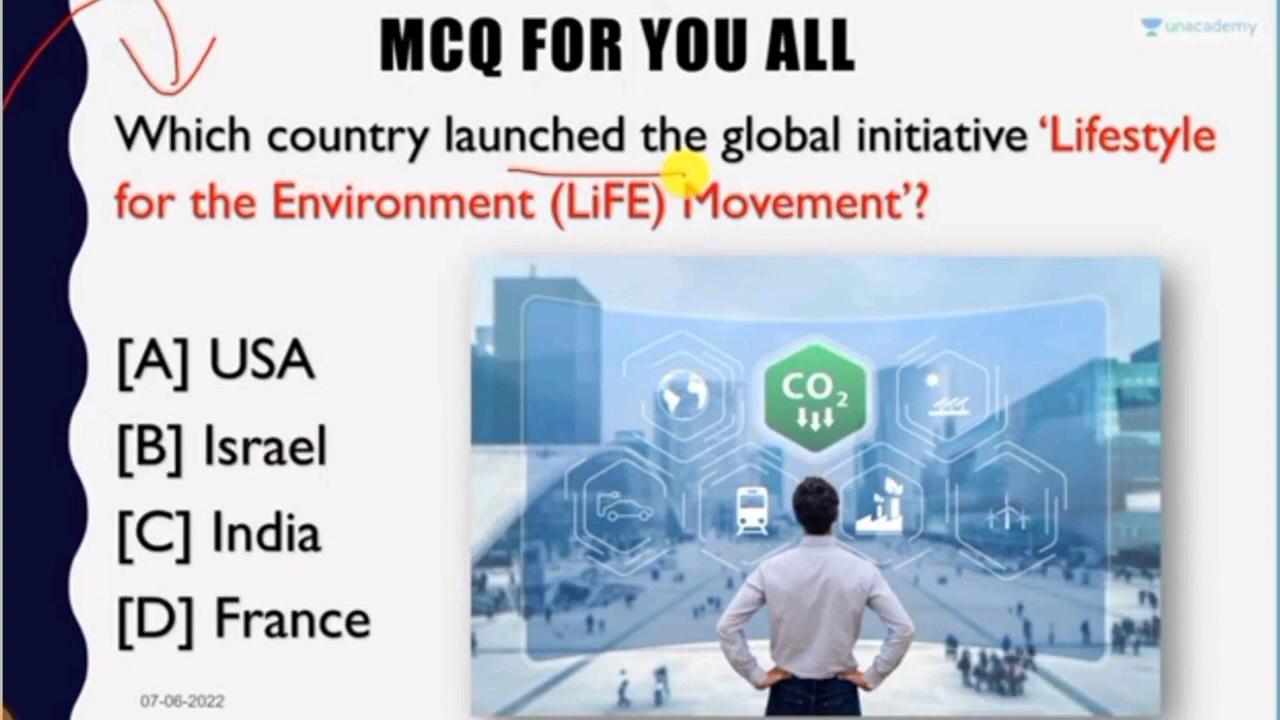 MCQ FOR YOU ALL
unacademy
Which country launched the global initiative ‘Lifestyle
for the Environment (LiFE) Movement’?
[A] USA
[B] Israel
[C] India
[D] France
CO₂
07-06-2022